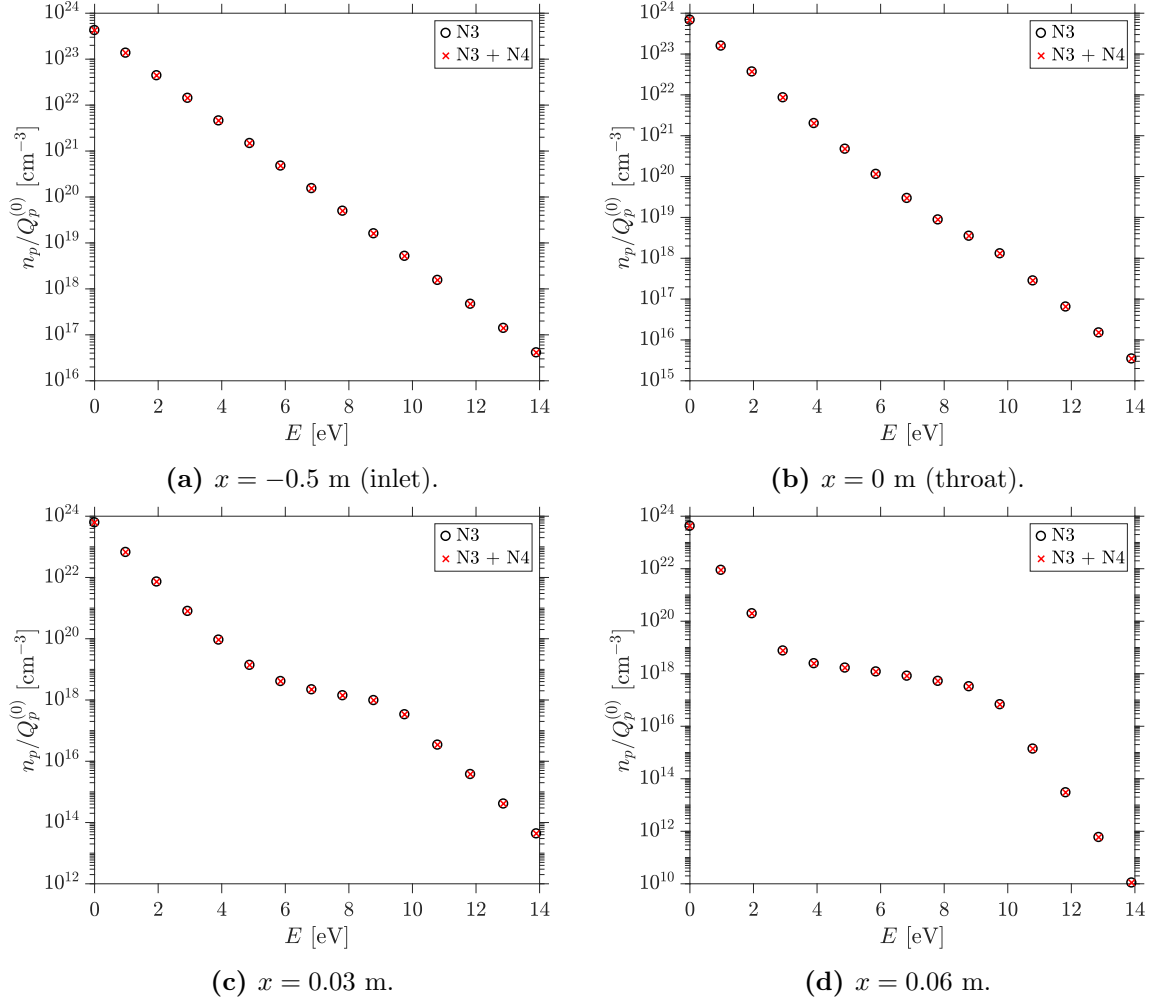 10^24
10^23
10^22
10^21
10^20
10^19
10^18
10^17
10^16
n_p/Q_p^(0) [cm^−3]
0 2 4 6 8 10 12 14
E [eV]
N3
N3 + N4
(a) x = −0.5 m (inlet).
10^24
10^23
10^22
10^21
10^20
10^19
10^18
10^17
10^16
10^15
n_p/Q_p^(0) [cm^−3]
0 2 4 6 8 10 12 14
E [eV]
N3
N3 + N4
(b) x = 0 m (throat).
10^24
10^22
10^20
10^18
10^16
10^14
10^12
n_p/Q_p^(0) [cm^−3]
0 2 4 6 8 10 12 14
E [eV]
N3
N3 + N4
(c) x = 0.03 m.
10^24
10^22
10^20
10^18
10^16
10^14
10^12
10^10
n_p/Q_p^(0) [cm^−3]
0 2 4 6 8 10 12 14
E [eV]
N3
N3 + N4
(d) x = 0.06 m.